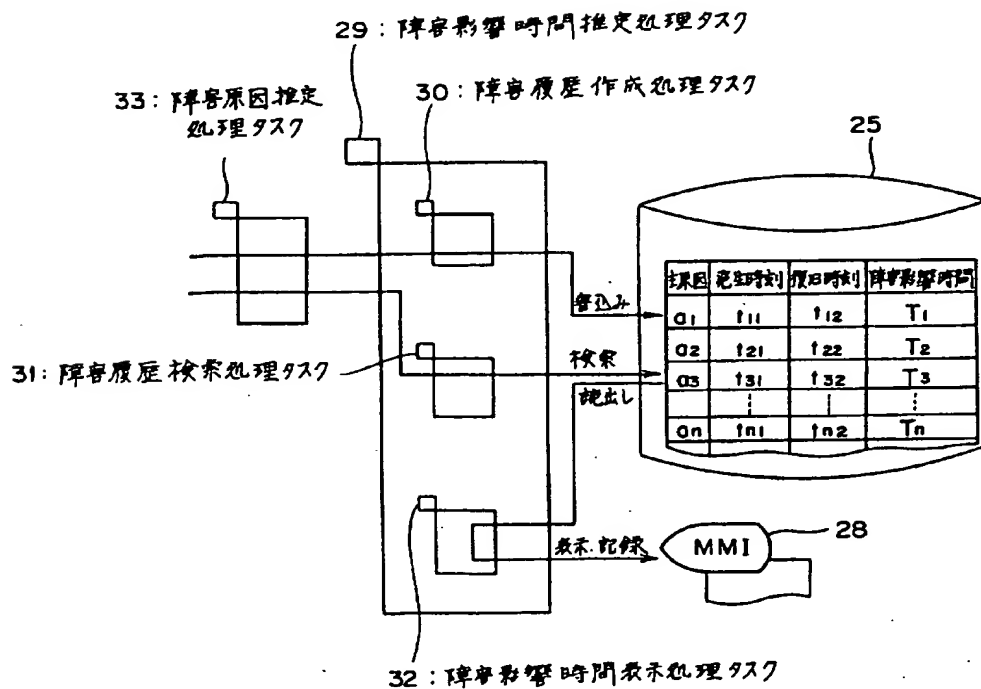 29：障害影響時間推定処理タスク
33：障害原因推定
処理タスク
30：障害履歴作成処理タスク
25
主原因 発生時刻 復旧時刻 障害影響時間
a1 t11 t12 T1
a2 t21 t22 T2
a3 t31 t32 T3
an tn1 tn2 Tn
書込み
検索
読出し
31：障害履歴検索処理タスク
表示・記録
MMI
28
32：障害影響時間表示処理タスク